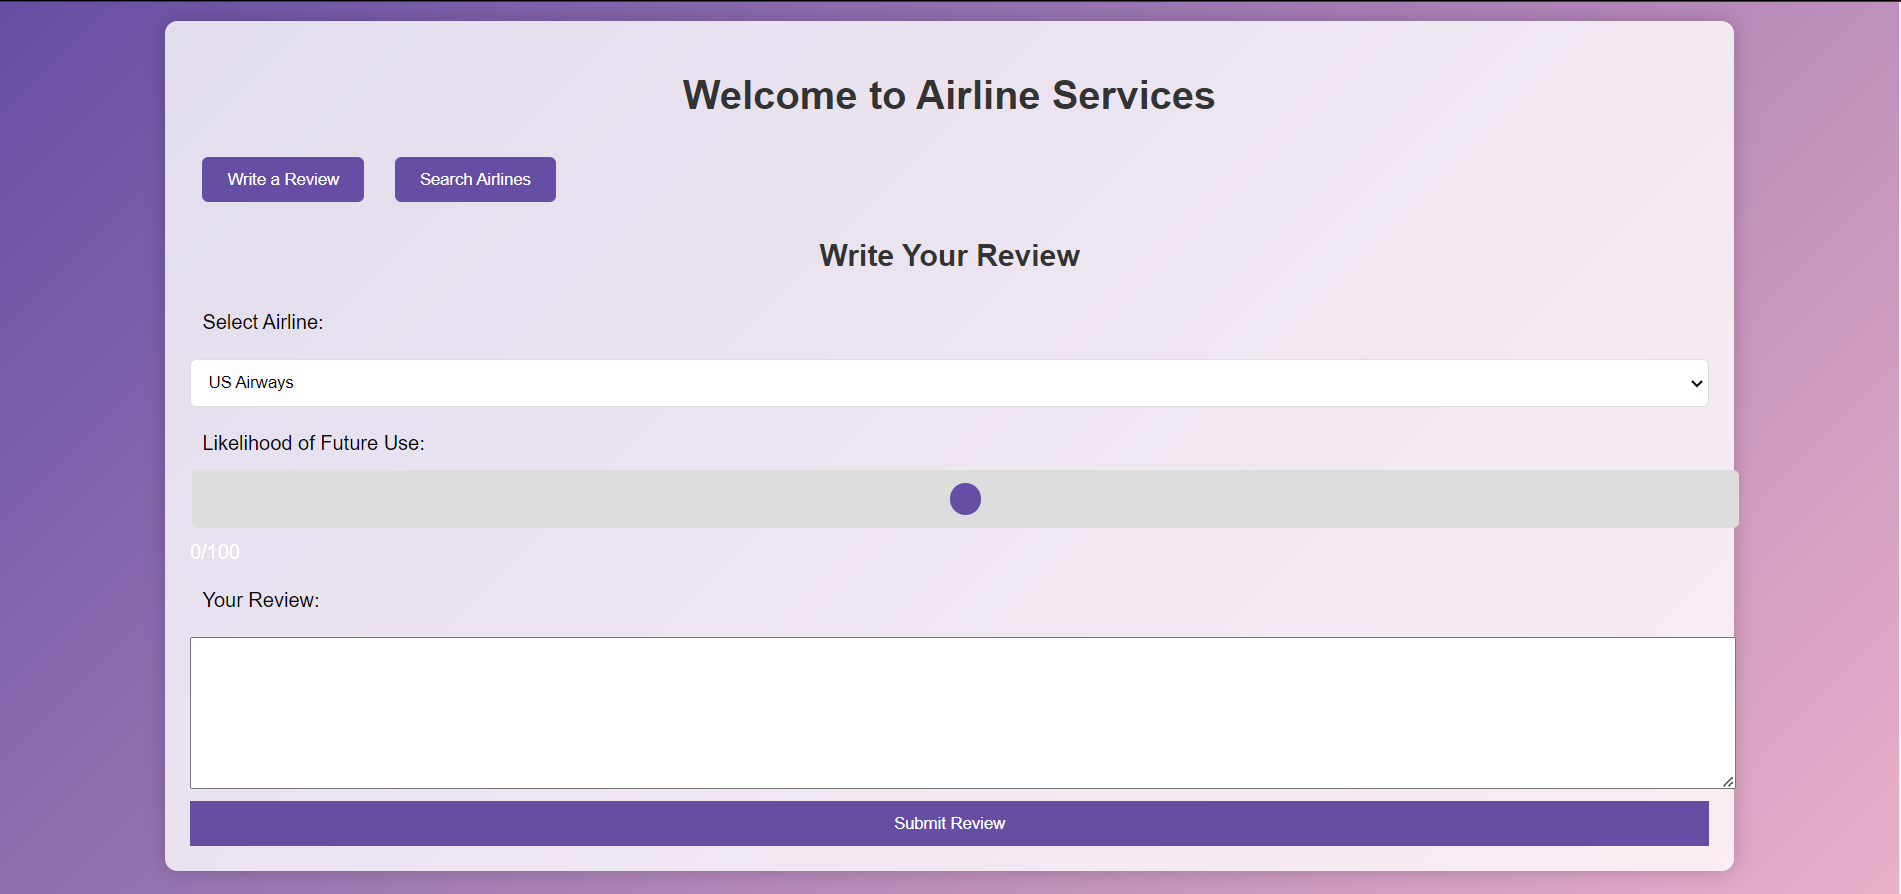 Welcome to Airline Services
Write a Review
Search Airlines
Write Your Review
Select Airline:
US Airways
Likelihood of Future Use:
0/100
Your Review:
Submit Review